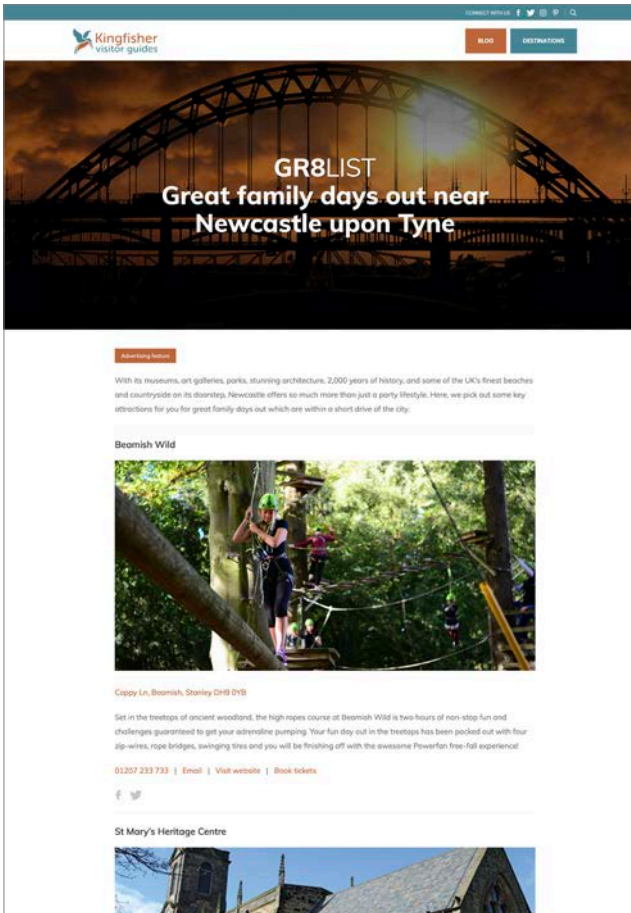 CONNECT WITH US
Kingfisher
visitor guides
BLOG
DESTINATIONS
GR8LIST
Great family days out near
Newcastle upon Tyne
Advertising feature
With its museums, art galleries, parks, stunning architecture, 2,000 years of history, and some of the UK's finest beaches
and countryside on its doorstep, Newcastle offers so much more than just a party lifestyle. Here, we pick out some key
attractions for you for great family days out which are within a short drive of the city.
Beamish Wild
Coppy Ln, Beamish, Stanley DH9 0YB
Set in the treetops of ancient woodland, the high ropes course at Beamish Wild is two hours of non-stop fun and
challenges guaranteed to get your adrenaline pumping. Your fun day out in the treetops has been packed out with four
zip-wires, rope bridges, swinging tires and you will be finishing off with the awesome Powerfan free-fall experience!
01207 233 733 | Email | Visit website | Book tickets
St Mary's Heritage Centre